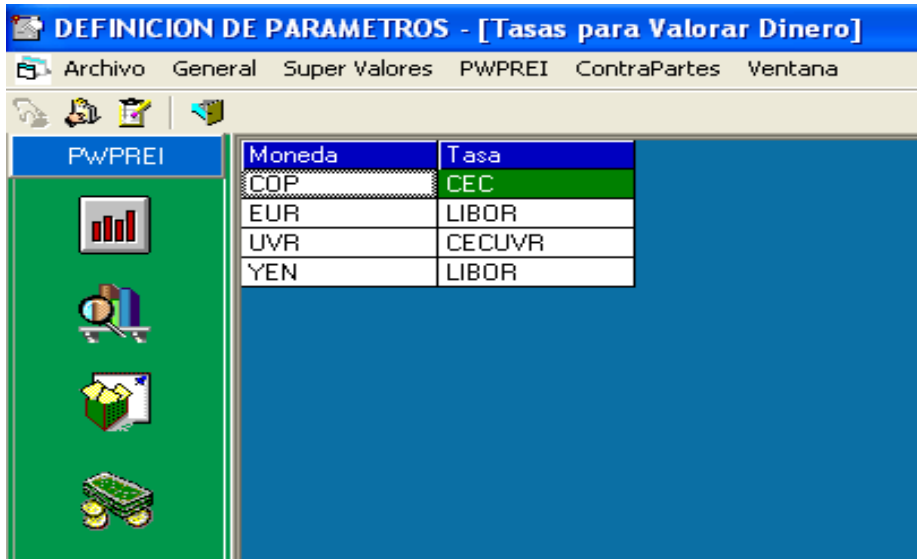 DEFINICION DE PARAMETROS - [Tasas para Valorar Dinero]
Archivo General Super Valores PWPREI ContraPartes Ventana
PWPREI
Moneda Tasa
COP CEC
EUR LIBOR
UVR CECUVR
YEN LIBOR